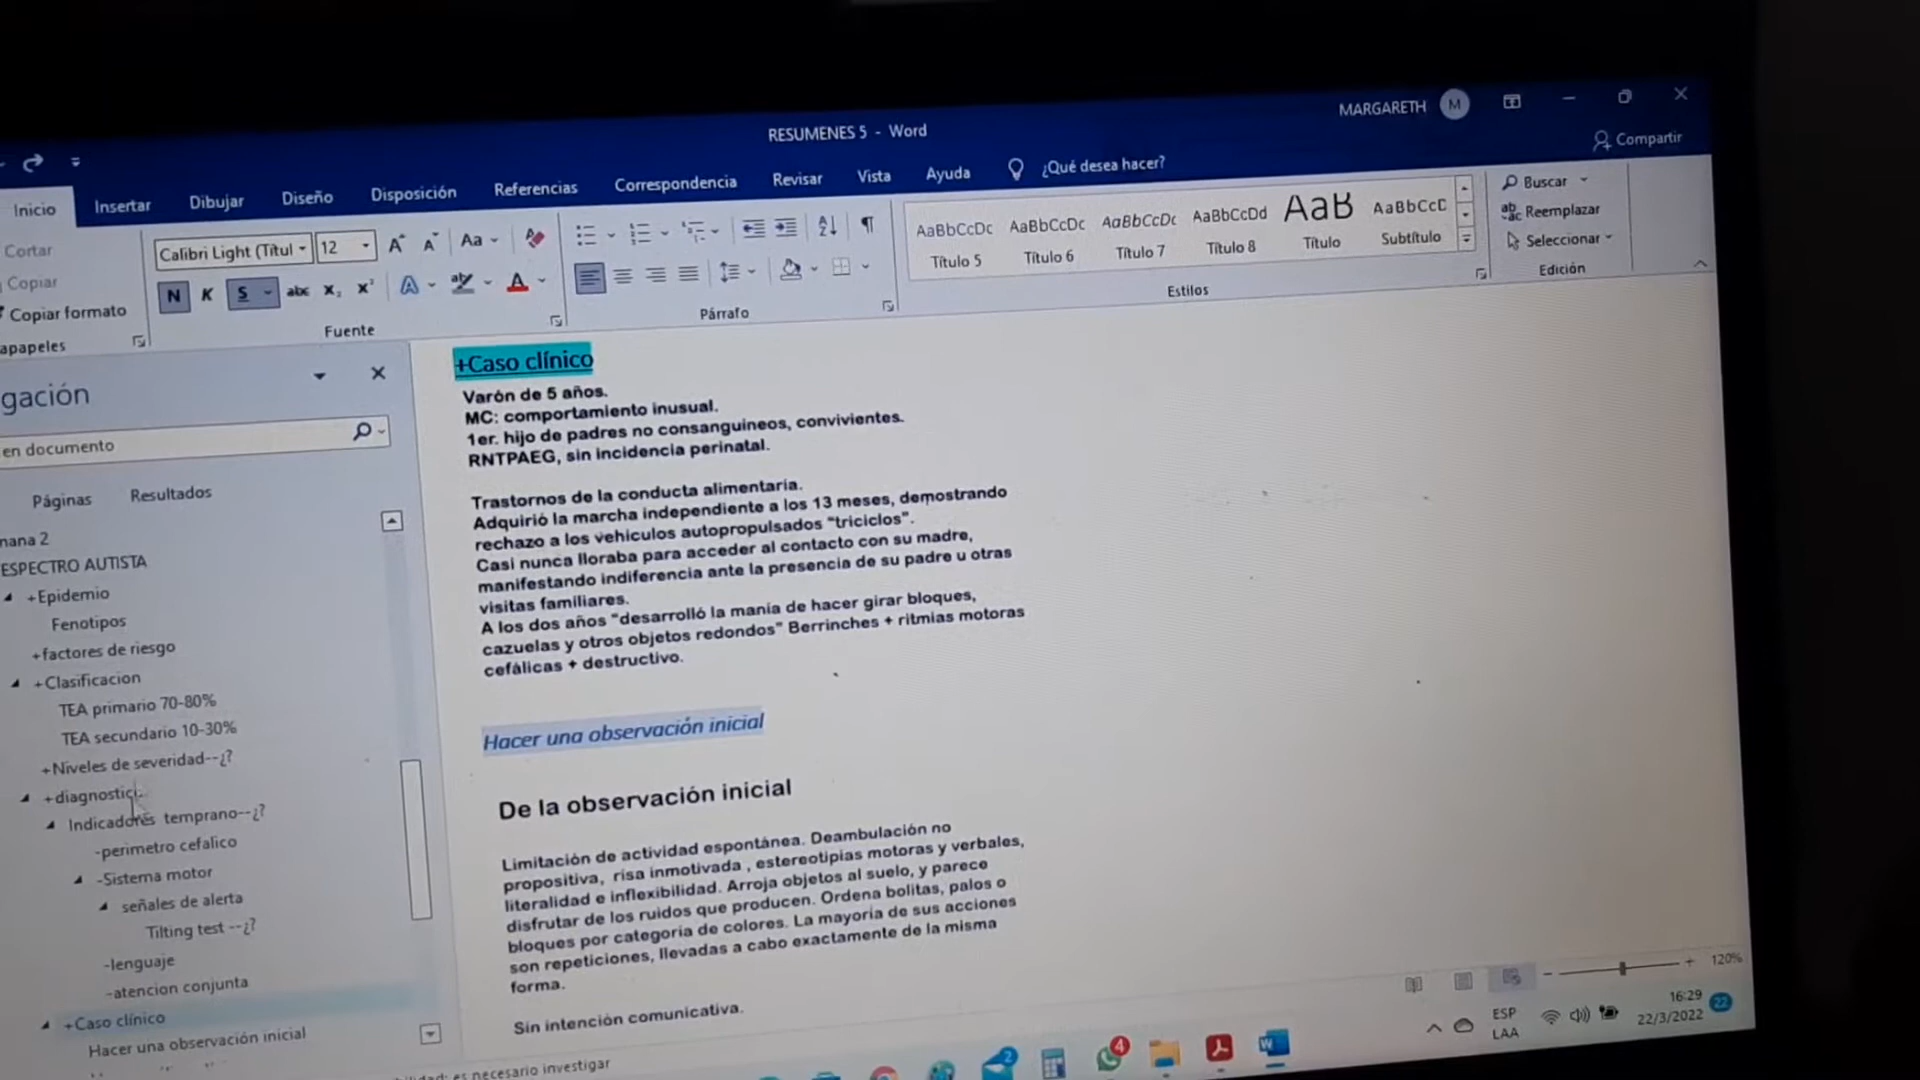 RESUMENES 5 - Word
MARGARETH M
Compartir
Inicio Insertar Dibujar Diseño Disposición Referencias Correspondencia Revisar Vista Ayuda ¿Qué desea hacer?
Cortar
Copiar
Copiar formato
apapeles
Calibri Light (Títul 12
Aa
N K S abc x₂ x²
A
Fuente
Párrafo
AaBbCcDc AaBbCcDc AaBbCcDc AaBbCcDd AaB AaBbCcD
Título 5 Título 6 Título 7 Título 8 Título Subtítulo
Estilos
Buscar
Reemplazar
Seleccionar
Edición
gación
en documento
Páginas Resultados
mana 2
ESPECTRO AUTISTA
+Epidemio
Fenotipos
+factores de riesgo
+Clasificacion
TEA primario 70-80%
TEA secundario 10-30%
+Niveles de severidad--¿?
+diagnostic
Indicadores temprano--¿?
-perimetro cefalico
-Sistema motor
señales de alerta
Tilting test --¿?
-lenguaje
-atencion conjunta
+Caso clínico
Hacer una observación inicial
+Caso clínico
Varón de 5 años.
MC: comportamiento inusual.
1er. hijo de padres no consanguineos, convivientes.
RNTPAEG, sin incidencia perinatal.
Trastornos de la conducta alimentaria.
Adquirió la marcha independiente a los 13 meses, demostrando
rechazo a los vehiculos autopropulsados "triciclos".
Casi nunca lloraba para acceder al contacto con su madre,
manifestando indiferencia ante la presencia de su padre u otras
visitas familiares.
A los dos años "desarrolló la manía de hacer girar bloques,
cazuelas y otros objetos redondos" Berrinches + ritmias motoras
cefálicas + destructivo.
Hacer una observación inicial
De la observación inicial
Limitación de actividad espontánea. Deambulación no
propositiva, risa inmotivada , estereotipias motoras y verbales,
literalidad e inflexibilidad. Arroja objetos al suelo, y parece
disfrutar de los ruidos que producen. Ordena bolitas, palos o
bloques por categoria de colores. La mayoría de sus acciones
son repeticiones, llevadas a cabo exactamente de la misma
forma.
Sin intención comunicativa.
es necesario investigar
120%
ESP
LAA
16:29
22/3/2022
22
2
4